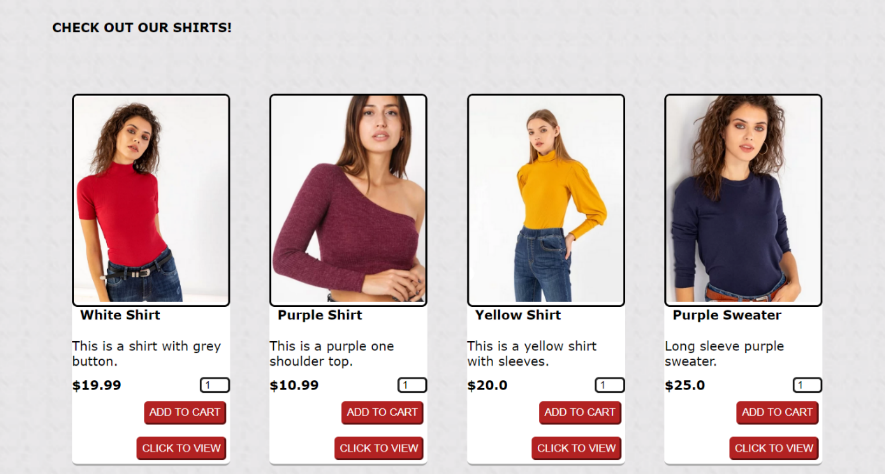 CHECK OUT OUR SHIRTS!
White Shirt
This is a shirt with grey
button.
$19.99 1
ADD TO CART
CLICK TO VIEW
Purple Shirt
This is a purple one
shoulder top.
$10.99 1
ADD TO CART
CLICK TO VIEW
Yellow Shirt
This is a yellow shirt
with sleeves.
$20.0 1
ADD TO CART
CLICK TO VIEW
Purple Sweater
Long sleeve purple
sweater.
$25.0 1
ADD TO CART
CLICK TO VIEW